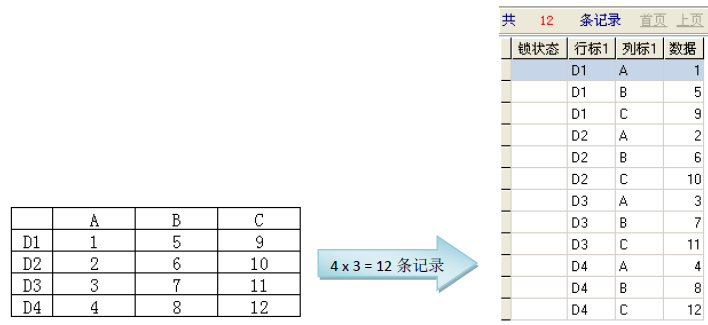 共 12 条记录 首页 上页
锁状态 行标1 列标1 数据
D1 A 1
D1 B 5
D1 C 9
D2 A 2
D2 B 6
D2 C 10
D3 A 3
D3 B 7
D3 C 11
D4 A 4
D4 B 8
D4 C 12
A B C
D1 1 5 9
D2 2 6 10
D3 3 7 11
D4 4 8 12
4 x 3 = 12 条记录